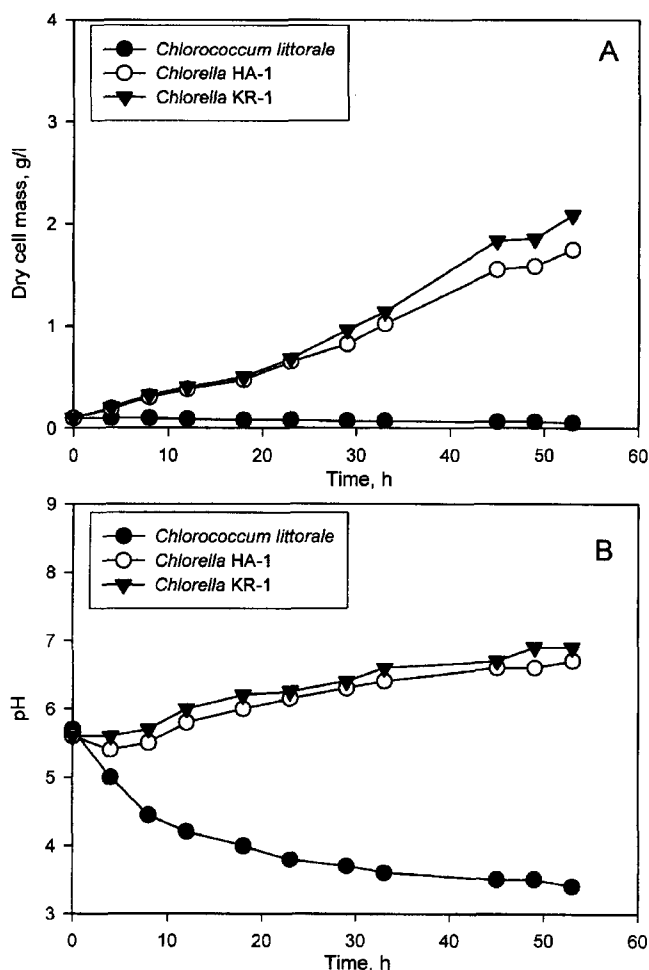 A
Chlorococcum littorale
Chlorella HA-1
Chlorella KR-1
4
3
2
1
0
Dry cell mass, g/l
0 10 20 30 40 50 60
Time, h
B
Chlorococcum littorale
Chlorella HA-1
Chlorella KR-1
9
8
7
6
5
4
3
pH
0 10 20 30 40 50 60
Time, h